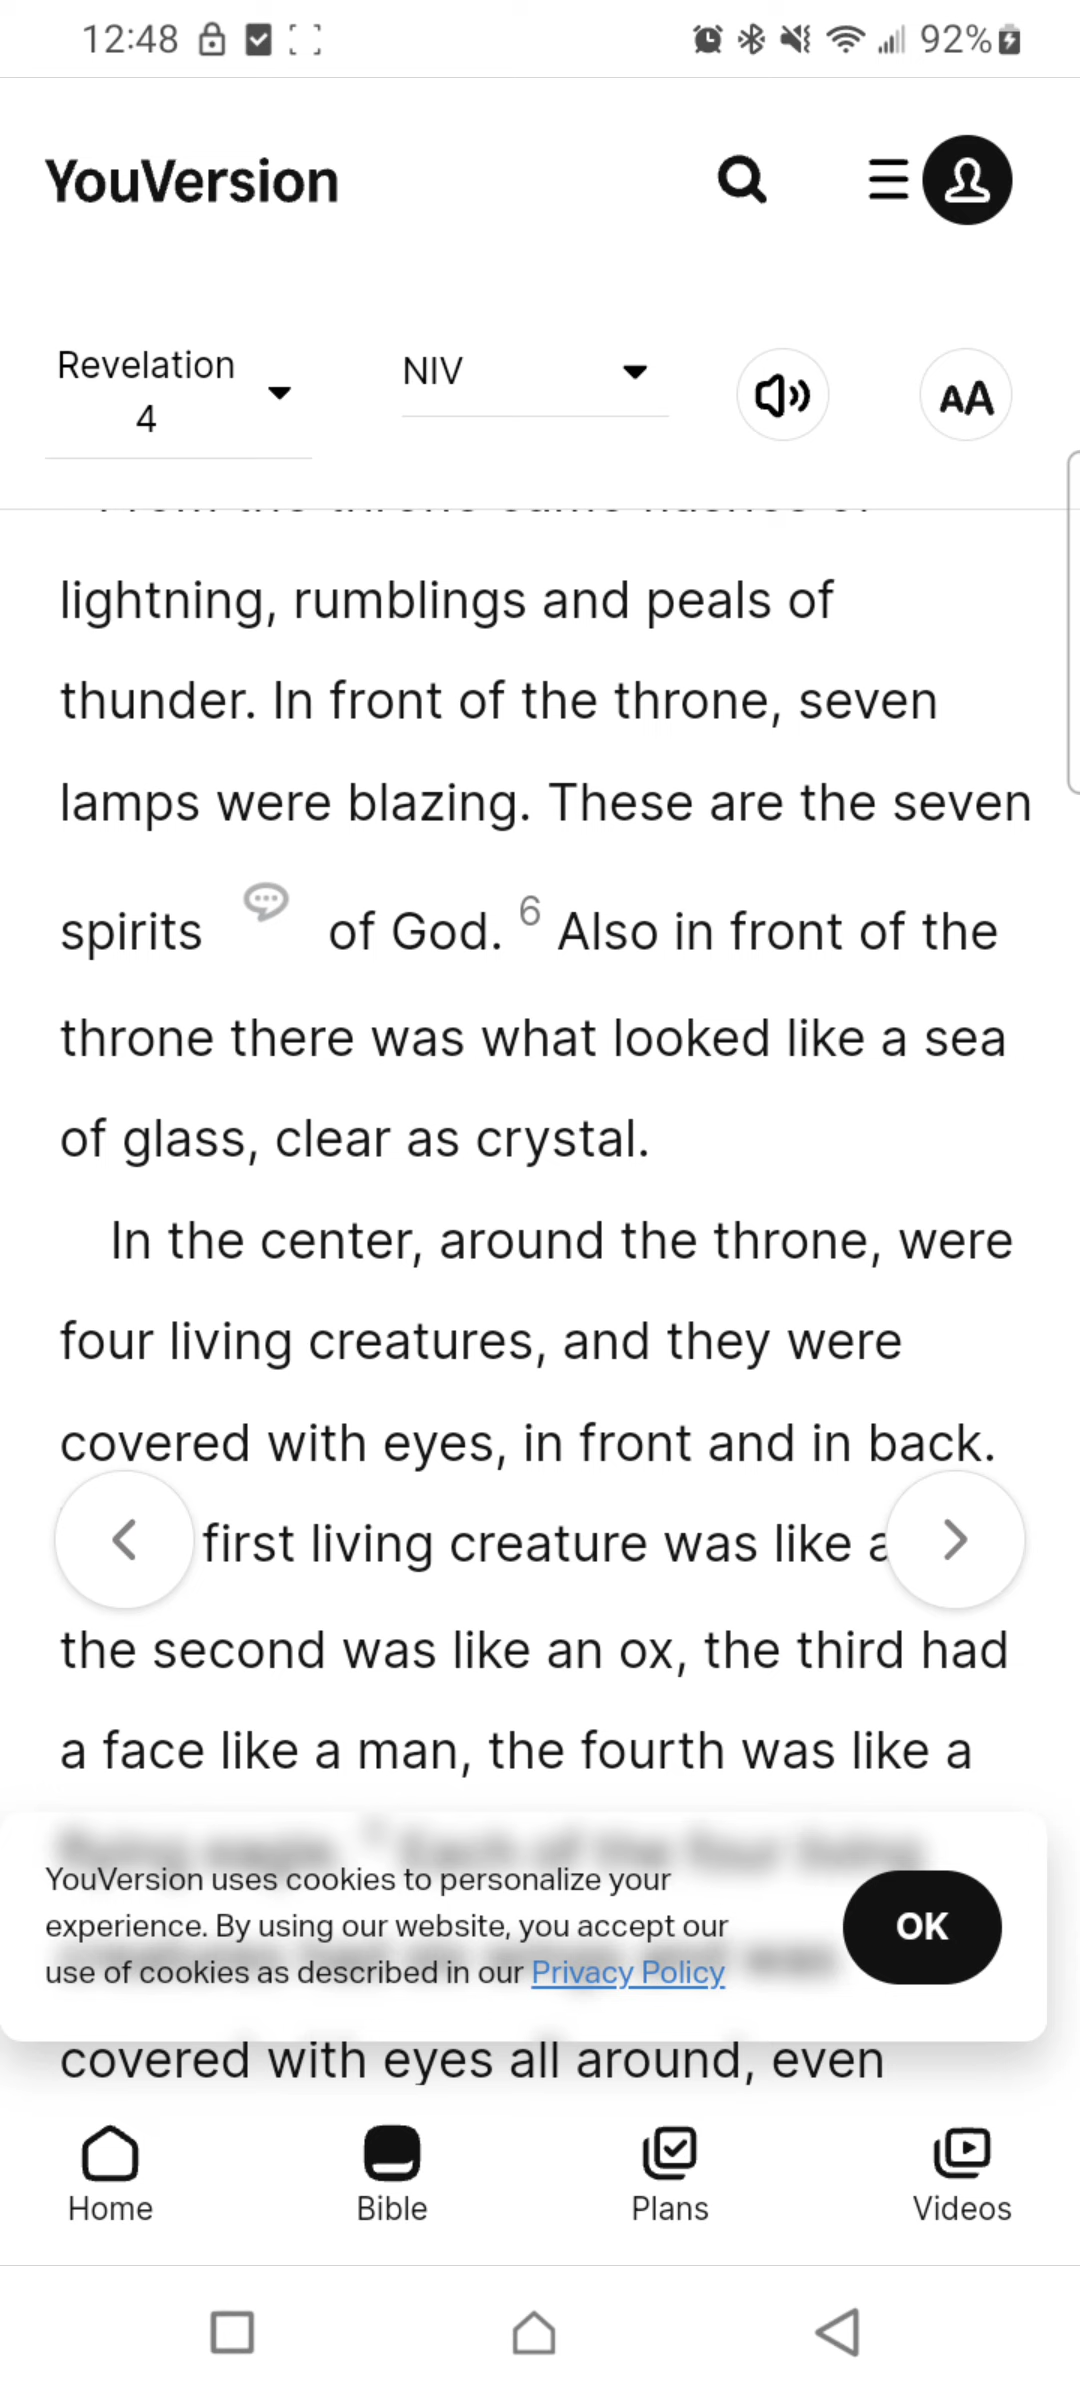 12:48
92%
YouVersion
Revelation
4
NIV
AA
lightning, rumblings and peals of
thunder. In front of the throne, seven
lamps were blazing. These are the seven
spirits of God. 6 Also in front of the
throne there was what looked like a sea
of glass, clear as crystal.
In the center, around the throne, were
four living creatures, and they were
covered with eyes, in front and in back.
first living creature was like a
the second was like an ox, the third had
a face like a man, the fourth was like a
YouVersion uses cookies to personalize your
experience. By using our website, you accept our
use of cookies as described in our Privacy Policy
OK
covered with eyes all around, even
Home
Bible
Plans
Videos